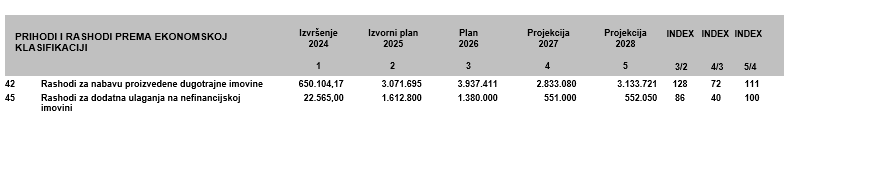 PRIHODI I RASHODI PREMA EKONOMSKOJ KLASIFIKACIJI
Izvršenje 2024 Izvorni plan 2025 Plan 2026 Projekcija 2027 Projekcija 2028 INDEX INDEX INDEX
1 2 3 4 5 3/2 4/3 5/4
42 Rashodi za nabavu proizvedene dugotrajne imovine 650.104,17 3.071.695 3.937.411 2.833.080 3.133.721 128 72 111
45 Rashodi za dodatna ulaganja na nefinancijskoj 22.565,00 1.612.800 1.380.000 551.000 552.050 86 40 100
imovini